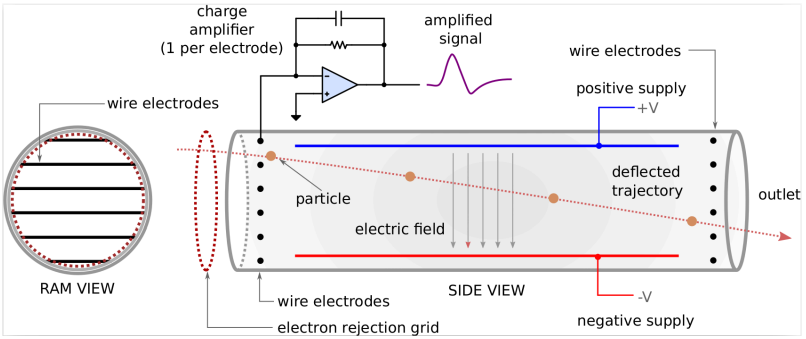 charge
amplifier
(1 per electrode)
amplified
signal
wire electrodes
positive supply
+V
wire electrodes
deflected
trajectory
particle
outlet
electric field
RAM VIEW
SIDE VIEW
wire electrodes
-V
electron rejection grid
negative supply